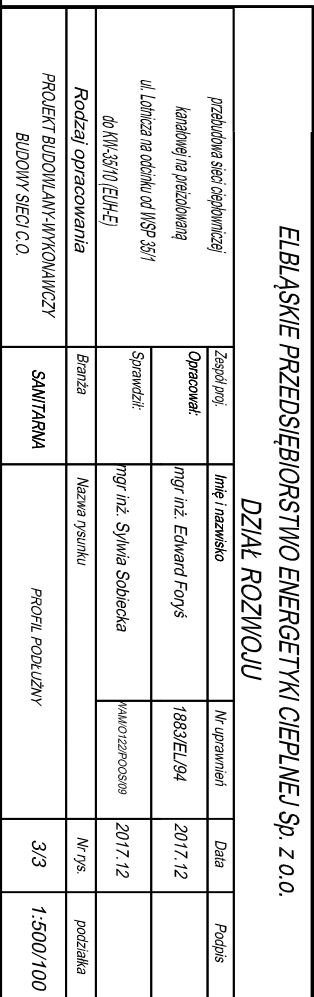 ELBLĄSKIE PRZEDSIĘBIORSTWO ENERGETYKI CIEPLNEJ Sp. z o.o.
DZIAŁ ROZWOJU
przebudowa sieci ciepłowniczej
kanałowej na preizolowaną
ul. Lotnicza na odcinku od WSP 35/1
do KW-35/10 (EUH-E)
Zespół proj. Imię i nazwisko Nr uprawnień Data Podpis
Opracował: mgr inż. Edward Foryś 1883/EL/94 2017.12
Sprawdził: mgr inż. Sylwia Sobiecka WAM/O122/POOS/09 2017.12
Rodzaj opracowania Branża Nazwa rysunku Nr rys. podziałka
PROJEKT BUDOWLANY-WYKONAWCZY
BUDOWY SIECI C.O.
SANITARNA PROFIL PODŁUŻNY 3/3 1:500/100